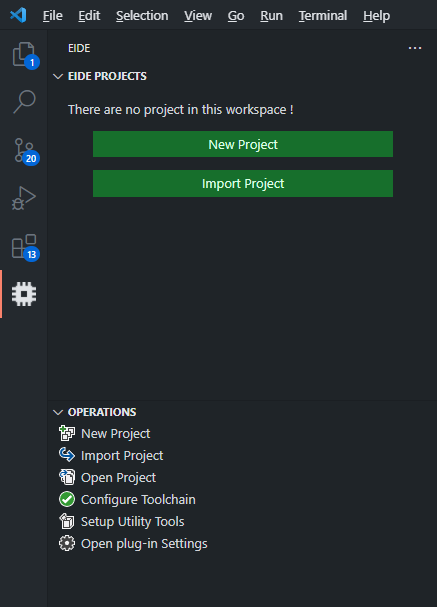 File Edit Selection View Go Run Terminal Help
EIDE
1
EIDE PROJECTS
There are no project in this workspace !
New Project
20
Import Project
13
OPERATIONS
New Project
Import Project
Open Project
Configure Toolchain
Setup Utility Tools
Open plug-in Settings